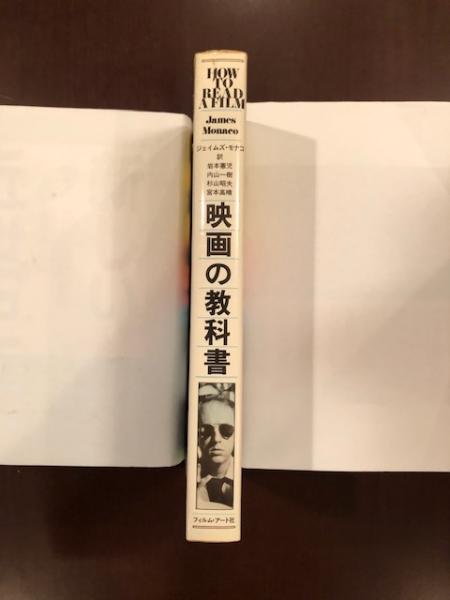 HOW
TO
READ
A FILM
James
Monaco
ジェイムズ・モナコ
訳
岩本憲児
内山一樹
杉山昭夫
宮本高晴
映画の教科書
フィルム・アート社